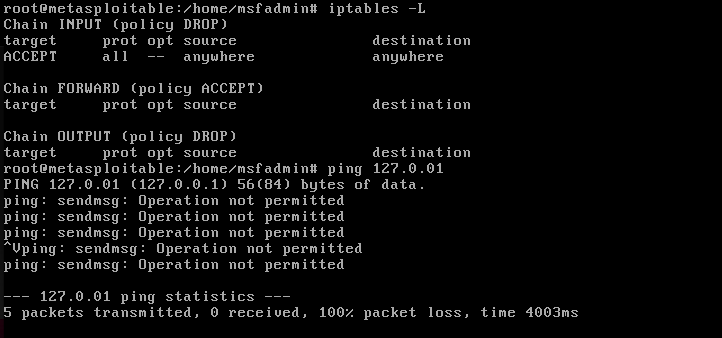 root@metasploitable:/home/msfadmin# iptables -L
Chain INPUT (policy DROP)
target     prot opt source               destination
ACCEPT     all  --  anywhere             anywhere

Chain FORWARD (policy ACCEPT)
target     prot opt source               destination

Chain OUTPUT (policy DROP)
target     prot opt source               destination
root@metasploitable:/home/msfadmin# ping 127.0.01
PING 127.0.01 (127.0.0.1) 56(84) bytes of data.
ping: sendmsg: Operation not permitted
ping: sendmsg: Operation not permitted
ping: sendmsg: Operation not permitted
^Vping: sendmsg: Operation not permitted
ping: sendmsg: Operation not permitted

--- 127.0.01 ping statistics ---
5 packets transmitted, 0 received, 100% packet loss, time 4003ms